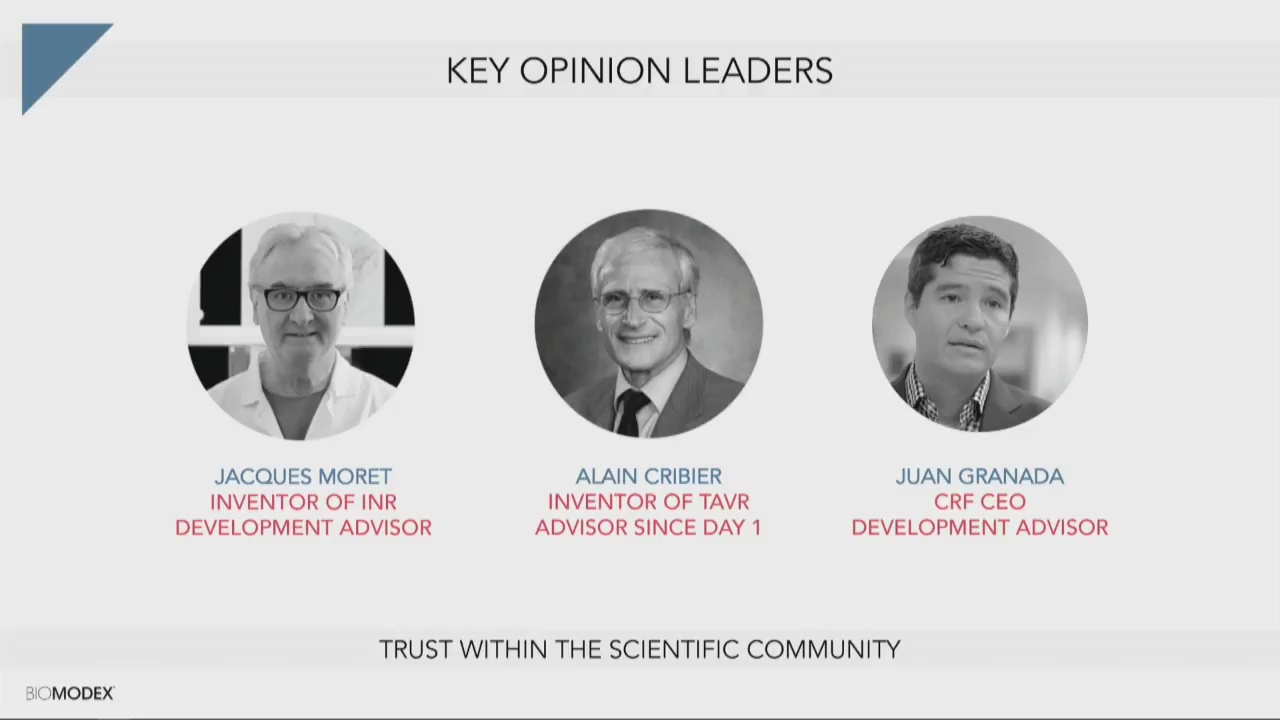 KEY OPINION LEADERS
JACQUES MORET
INVENTOR OF INR
DEVELOPMENT ADVISOR
ALAIN CRIBIER
INVENTOR OF TAVR
ADVISOR SINCE DAY 1
JUAN GRANADA
CRF CEO
DEVELOPMENT ADVISOR
TRUST WITHIN THE SCIENTIFIC COMMUNITY
BIOMODEX